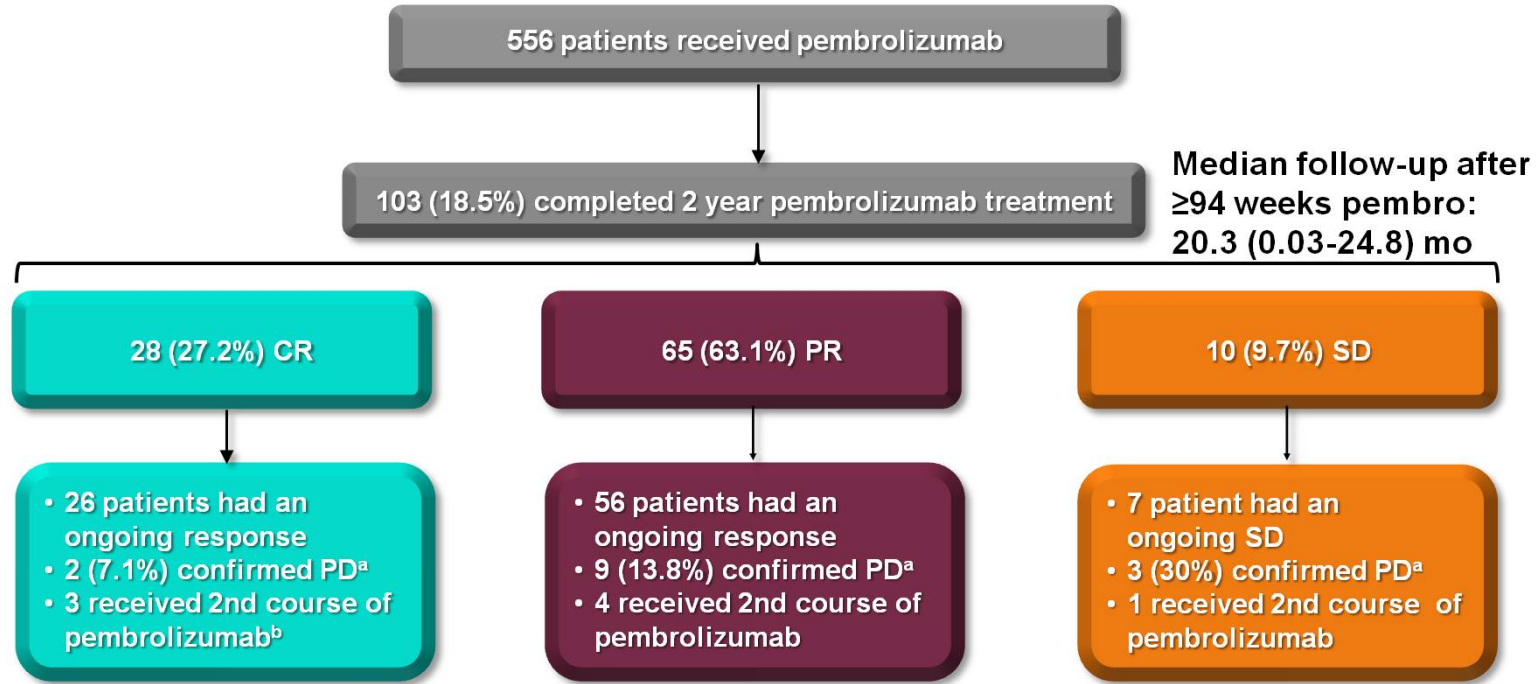 556 patients received pembrolizumab
103 (18.5%) completed 2 year pembrolizumab treatment
Median follow-up after
≥94 weeks pembro:
20.3 (0.03-24.8) mo
28 (27.2%) CR
65 (63.1%) PR
10 (9.7%) SD
• 26 patients had an
ongoing response
• 2 (7.1%) confirmed PDᵃ
• 3 received 2nd course of
pembrolizumabᵇ
• 56 patients had an
ongoing response
• 9 (13.8%) confirmed PDᵃ
• 4 received 2nd course of
pembrolizumab
• 7 patient had an
ongoing SD
• 3 (30%) confirmed PDᵃ
• 1 received 2nd course of
pembrolizumab